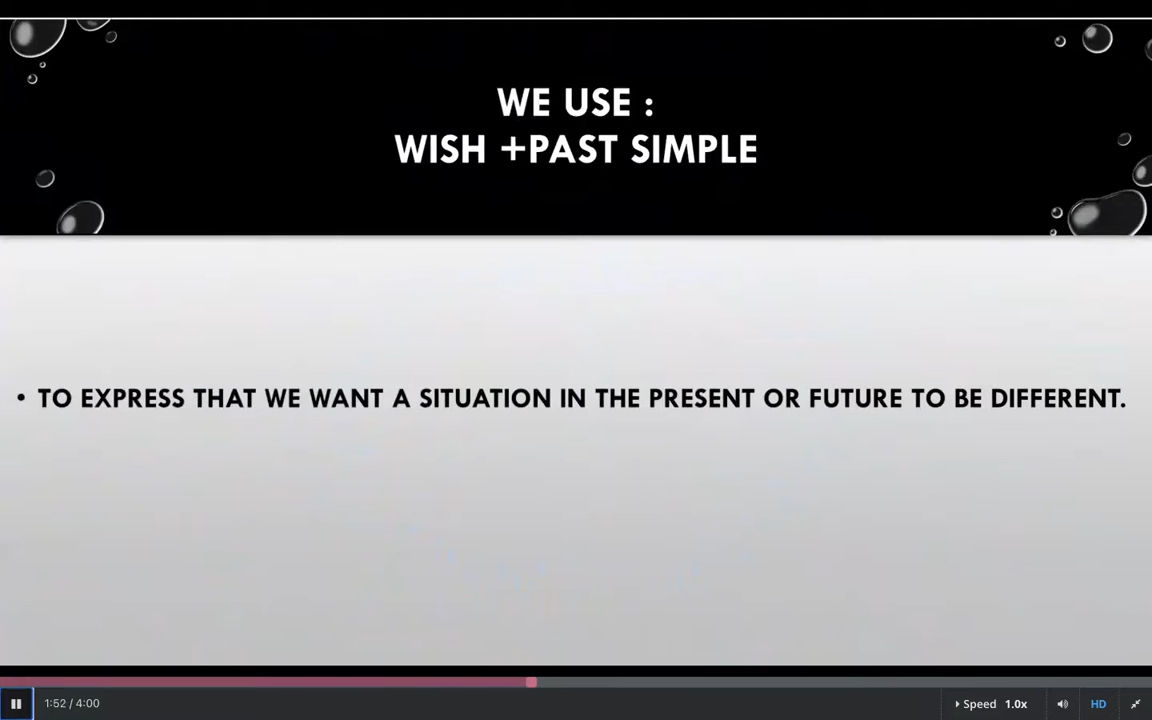 WE USE :
WISH +PAST SIMPLE
• TO EXPRESS THAT WE WANT A SITUATION IN THE PRESENT OR FUTURE TO BE DIFFERENT.
1:52 / 4:00
Speed 1.0x
HD